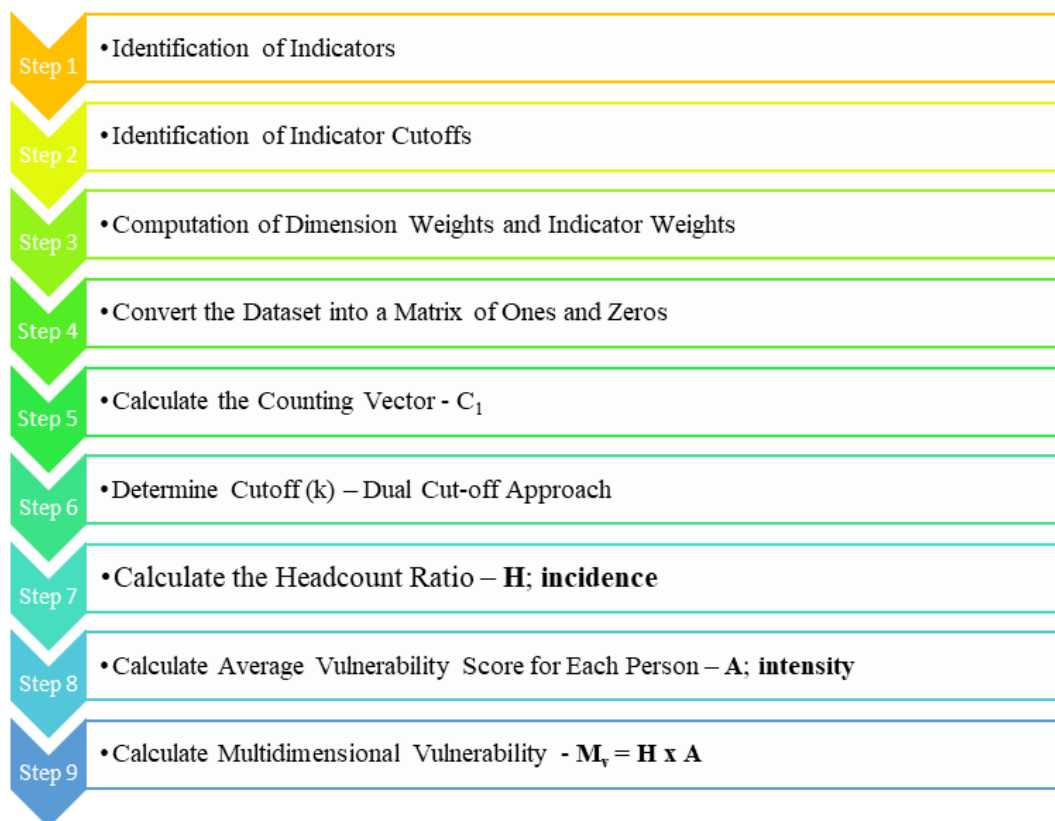 Step 1
•Identification of Indicators
Step 2
•Identification of Indicator Cutoffs
Step 3
•Computation of Dimension Weights and Indicator Weights
Step 4
•Convert the Dataset into a Matrix of Ones and Zeros
Step 5
•Calculate the Counting Vector - C₁
Step 6
•Determine Cutoff (k) – Dual Cut-off Approach
Step 7
•Calculate the Headcount Ratio – H; incidence
Step 8
•Calculate Average Vulnerability Score for Each Person – A; intensity
Step 9
•Calculate Multidimensional Vulnerability - Mᵥ = H x A